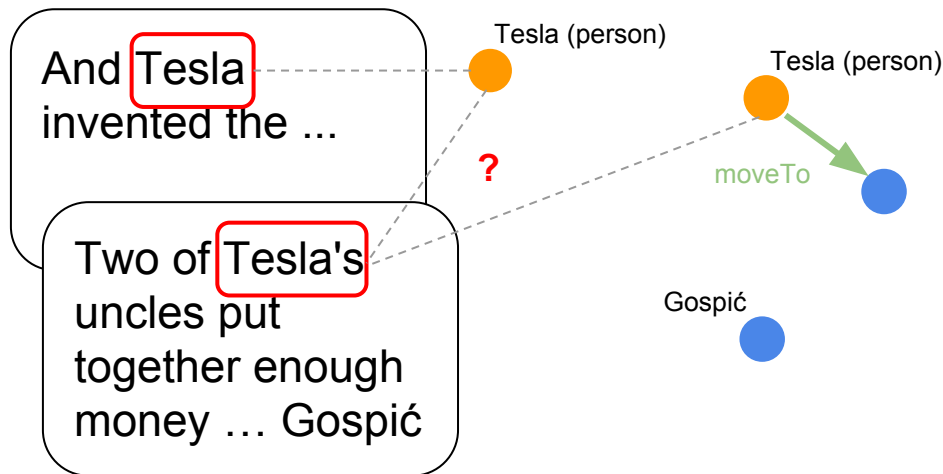 And Tesla
invented the ...
Two of Tesla's
uncles put
together enough
money … Gospić
Tesla (person)
?
Tesla (person)
moveTo
Gospić